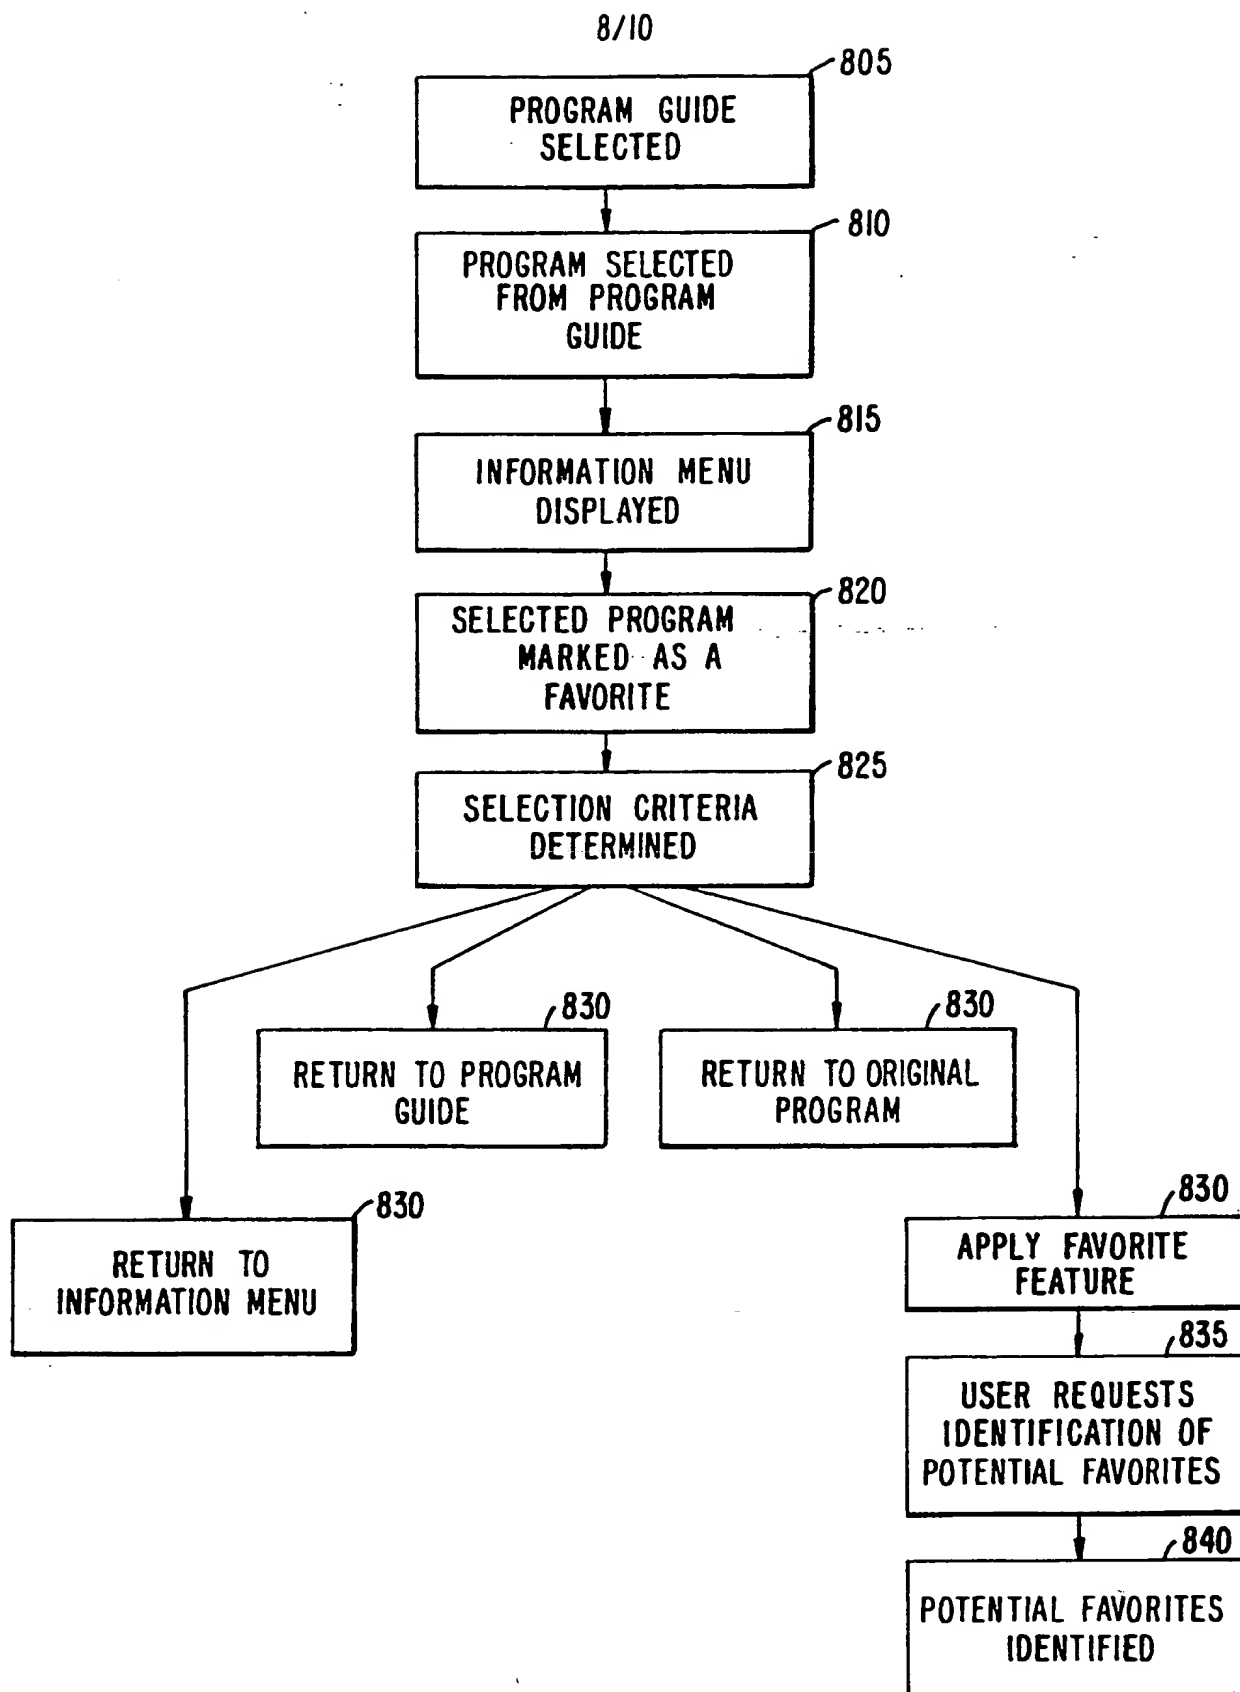 8/10
805
PROGRAM GUIDE
SELECTED
810
PROGRAM SELECTED
FROM PROGRAM
GUIDE
815
INFORMATION MENU
DISPLAYED
820
SELECTED PROGRAM
MARKED AS A
FAVORITE
825
SELECTION CRITERIA
DETERMINED
830
RETURN TO PROGRAM
GUIDE
830
RETURN TO ORIGINAL
PROGRAM
830
RETURN TO
INFORMATION MENU
830
APPLY FAVORITE
FEATURE
835
USER REQUESTS
IDENTIFICATION OF
POTENTIAL FAVORITES
840
POTENTIAL FAVORITES
IDENTIFIED